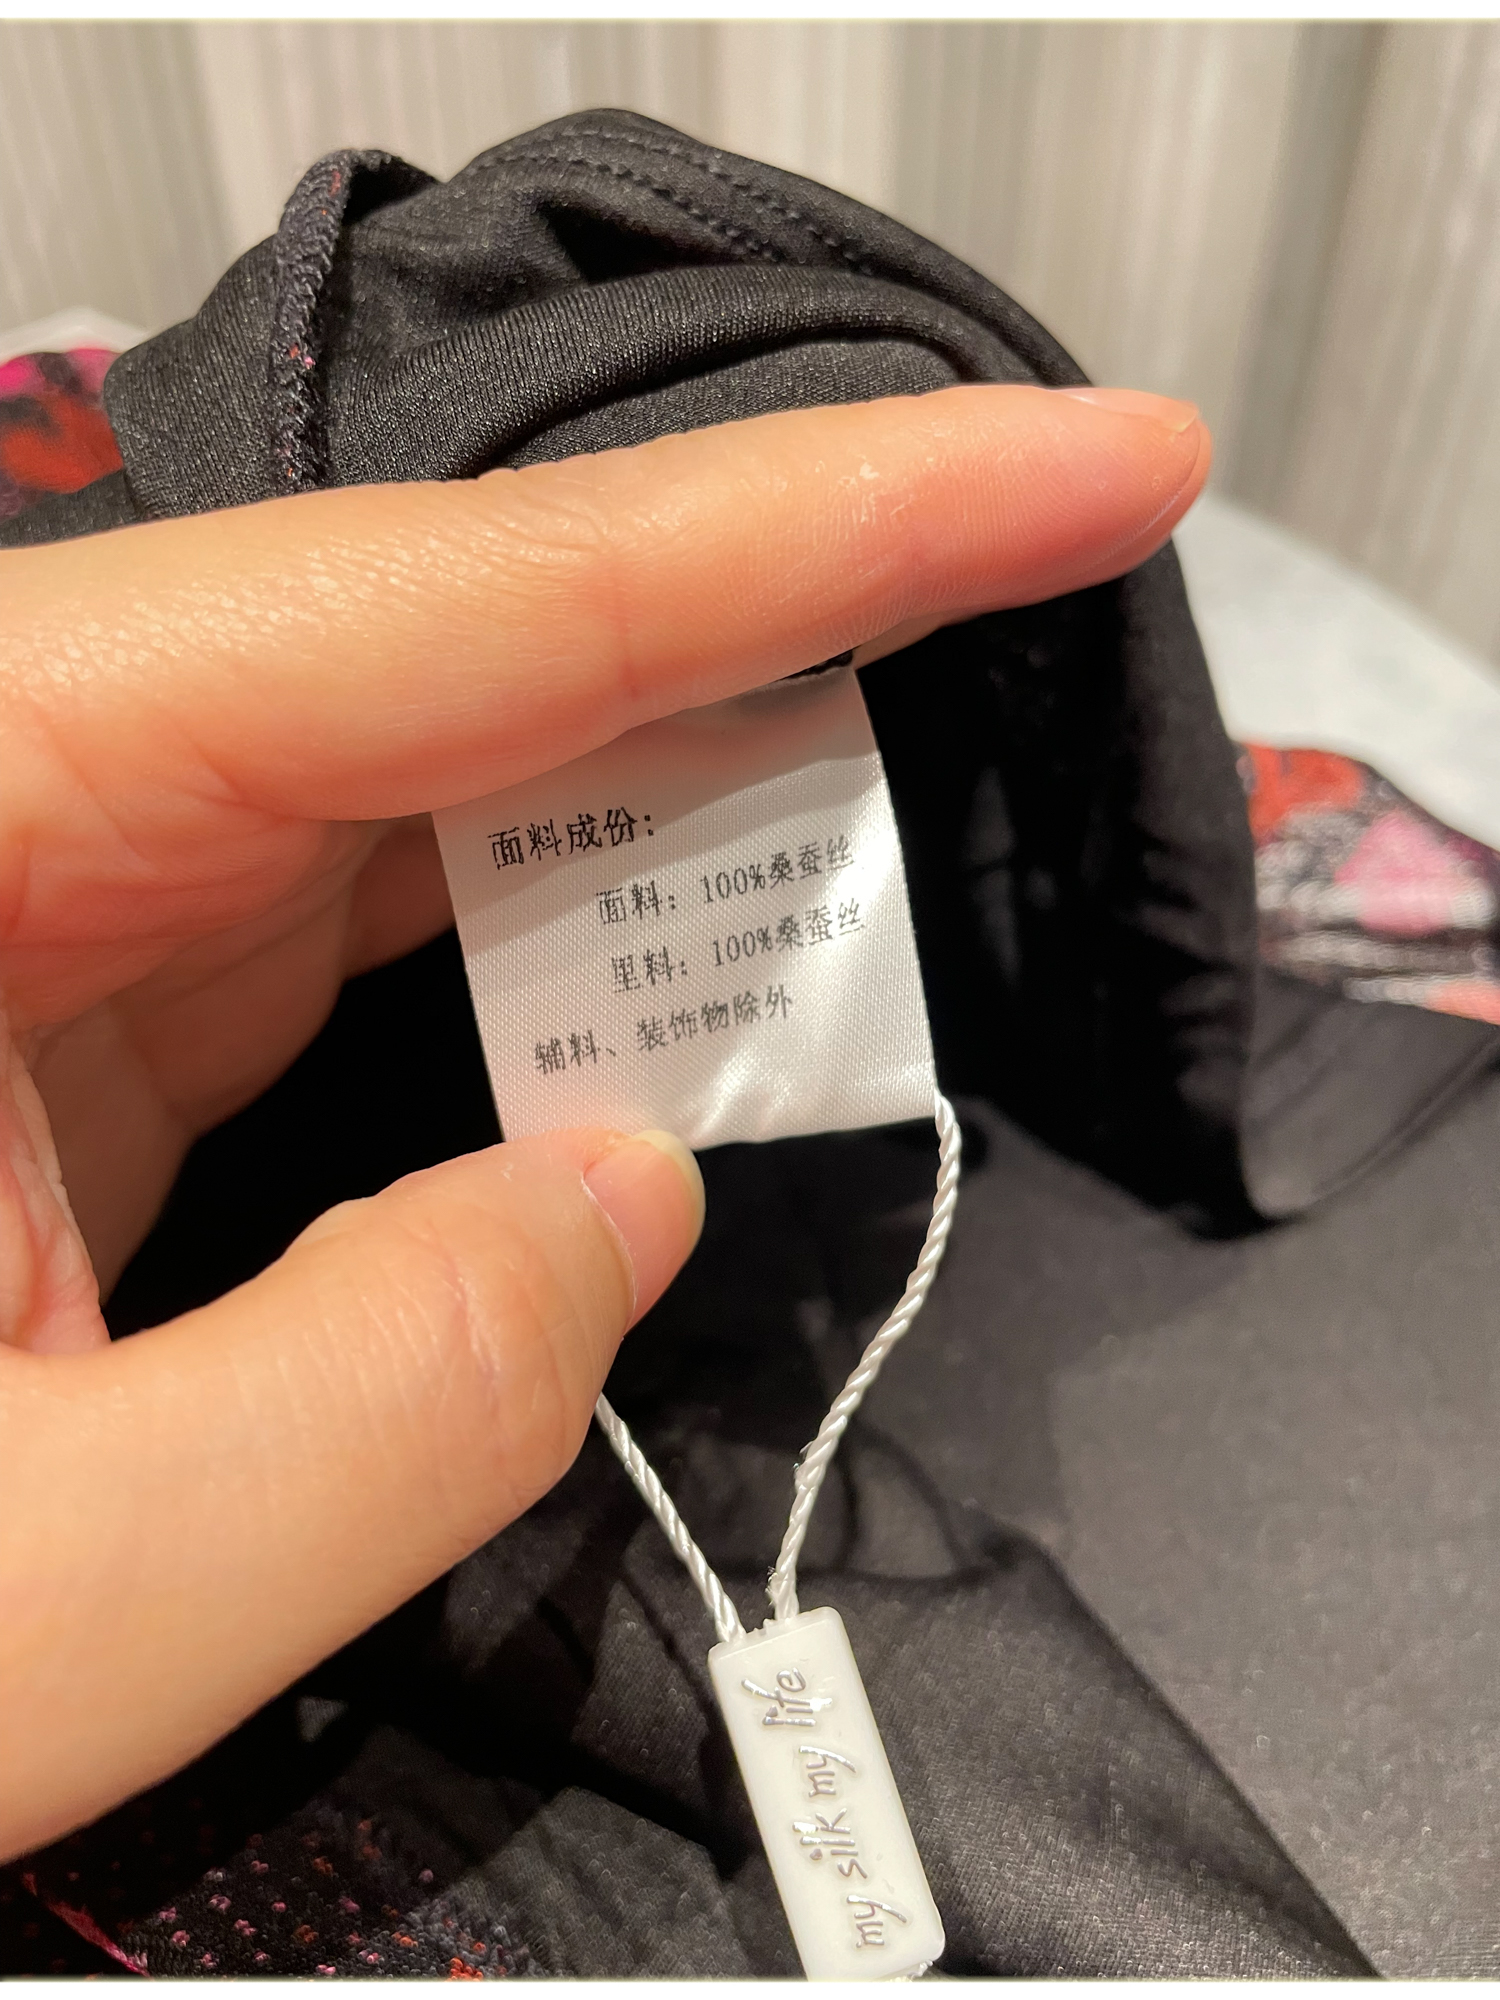 面料成份：
面料：100%桑蚕丝
里料：100%桑蚕丝
辅料、装饰物除外
my silk my life